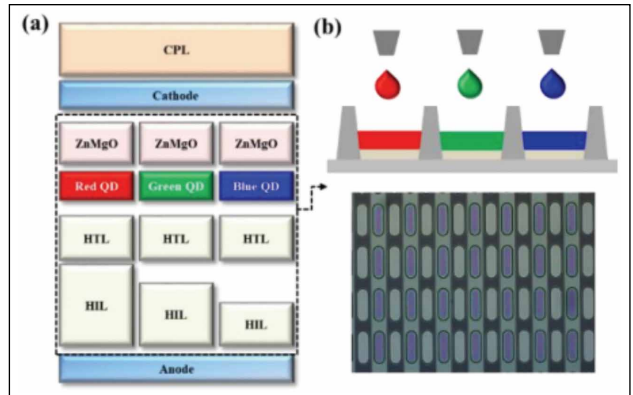 (a)
(b)
CPL
Cathode
ZnMgO ZnMgO ZnMgO
Red QD Green QD Blue QD
HTL HTL HTL
HIL HIL HIL
Anode